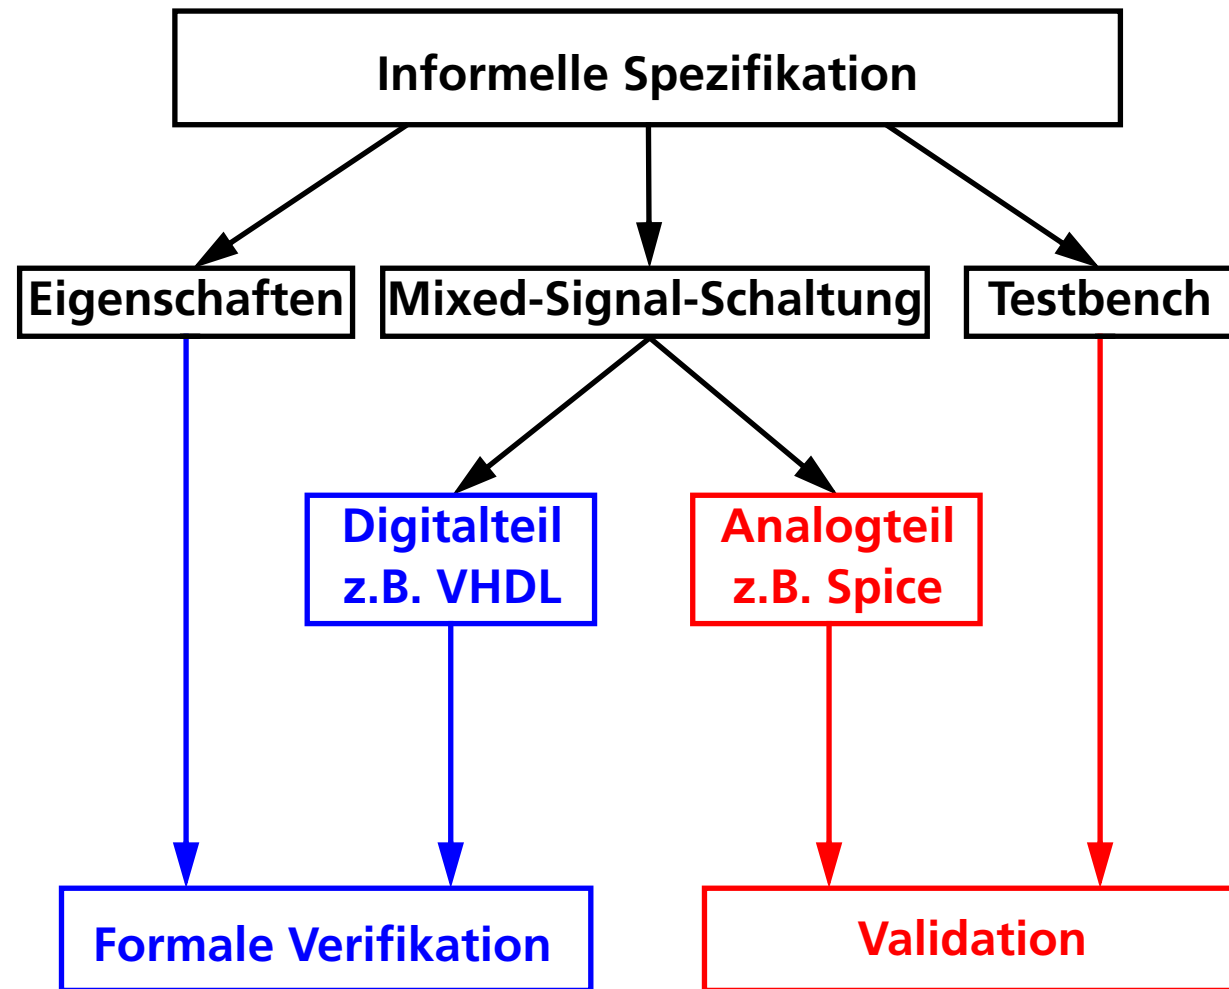 Informelle Spezifikation
Eigenschaften
Mixed-Signal-Schaltung
Testbench
Digitalteil
z.B. VHDL
Analogteil
z.B. Spice
Formale Verifikation
Validation